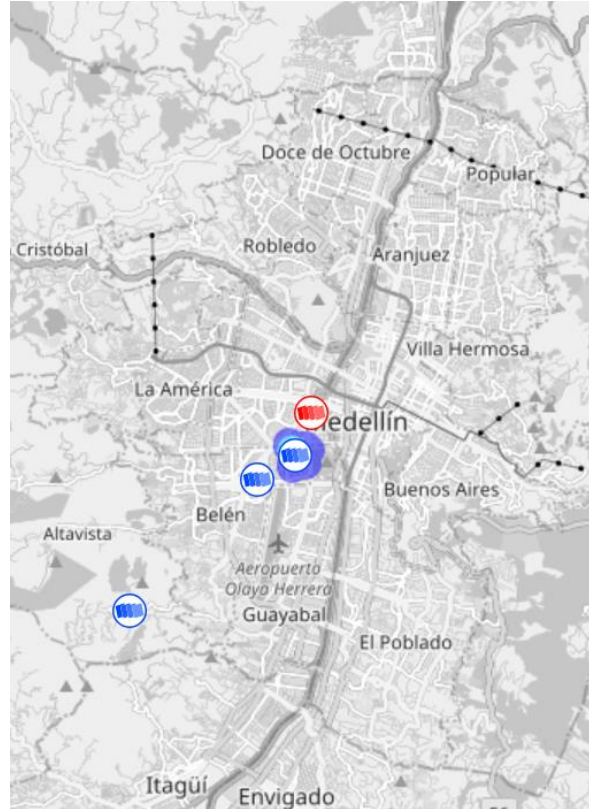 Doce de Octubre
Popular
Cristóbal
Robledo
Aranjuez
Villa Hermosa
La América
edellín
Buenos Aires
Belén
Altavista
Aeropuerto
Olaya Herrera
Guayabal
El Poblado
Itagüí
Envigado